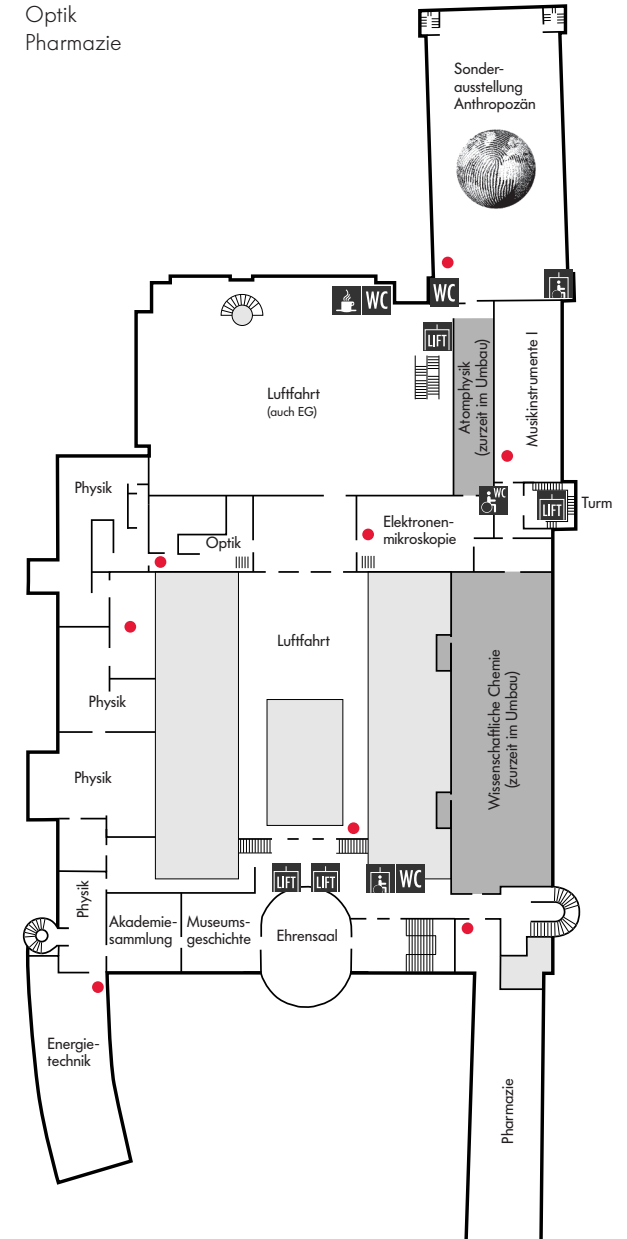 Optik
Pharmazie
Sonder-
ausstellung
Anthropozän
WC
WC
LIFT
Luftfahrt
(auch EG)
Atomphysik
(zurzeit im Umbau)
Musikinstrumente I
Physik
WC
LIFT
Turm
Optik
Elektronen-
mikroskopie
Luftfahrt
Physik
Wissenschaftliche Chemie
(zurzeit im Umbau)
Physik
LIFT
LIFT
WC
Physik
Akademie-
sammlung
Museums-
geschichte
Ehrensaal
Energie-
technik
Pharmazie